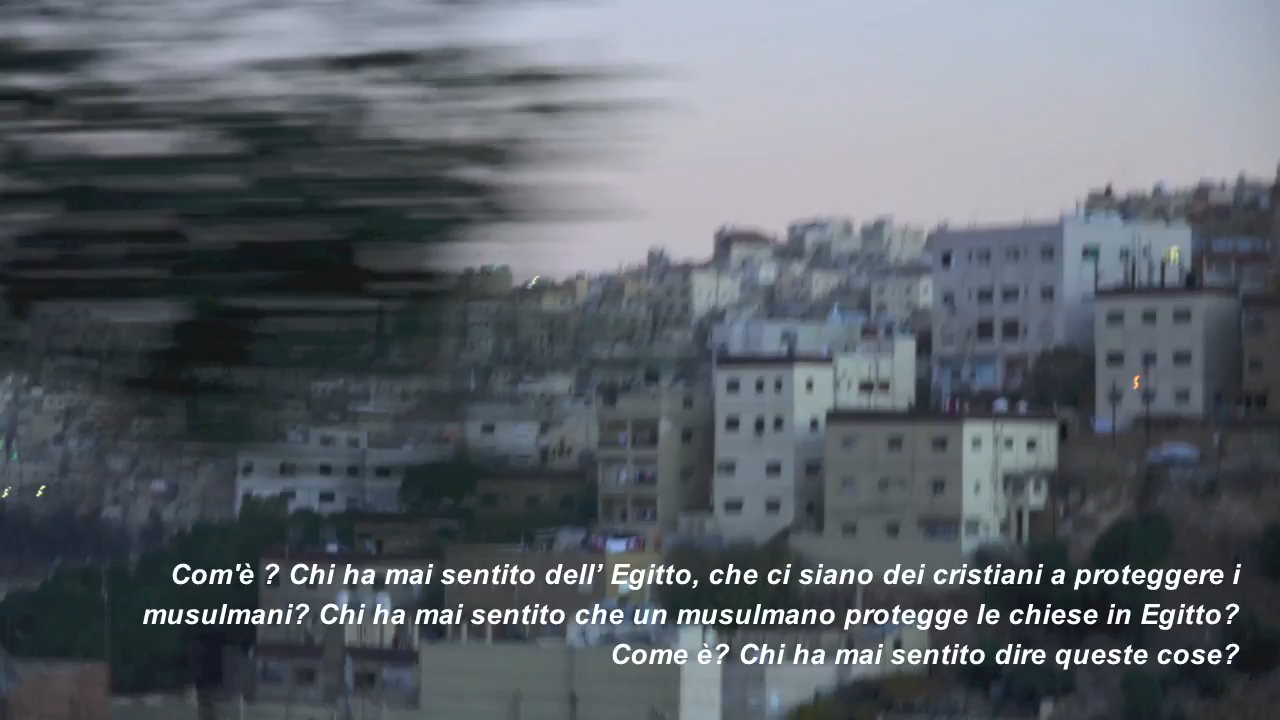 Com'è ? Chi ha mai sentito dell’ Egitto, che ci siano dei cristiani a proteggere i
musulmani? Chi ha mai sentito che un musulmano protegge le chiese in Egitto?
Come è? Chi ha mai sentito dire queste cose?